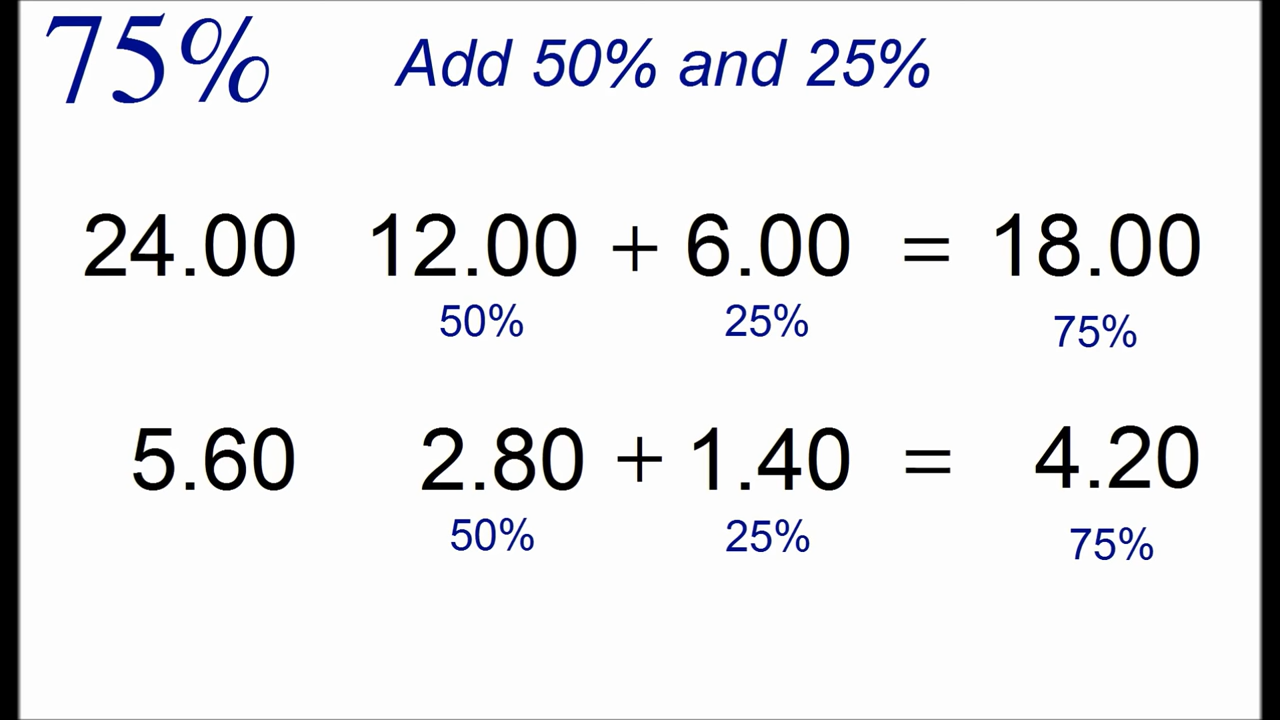 75% Add 50% and 25%
24.00 12.00 + 6.00 = 18.00
50% 25% 75%
5.60 2.80 + 1.40 = 4.20
50% 25% 75%